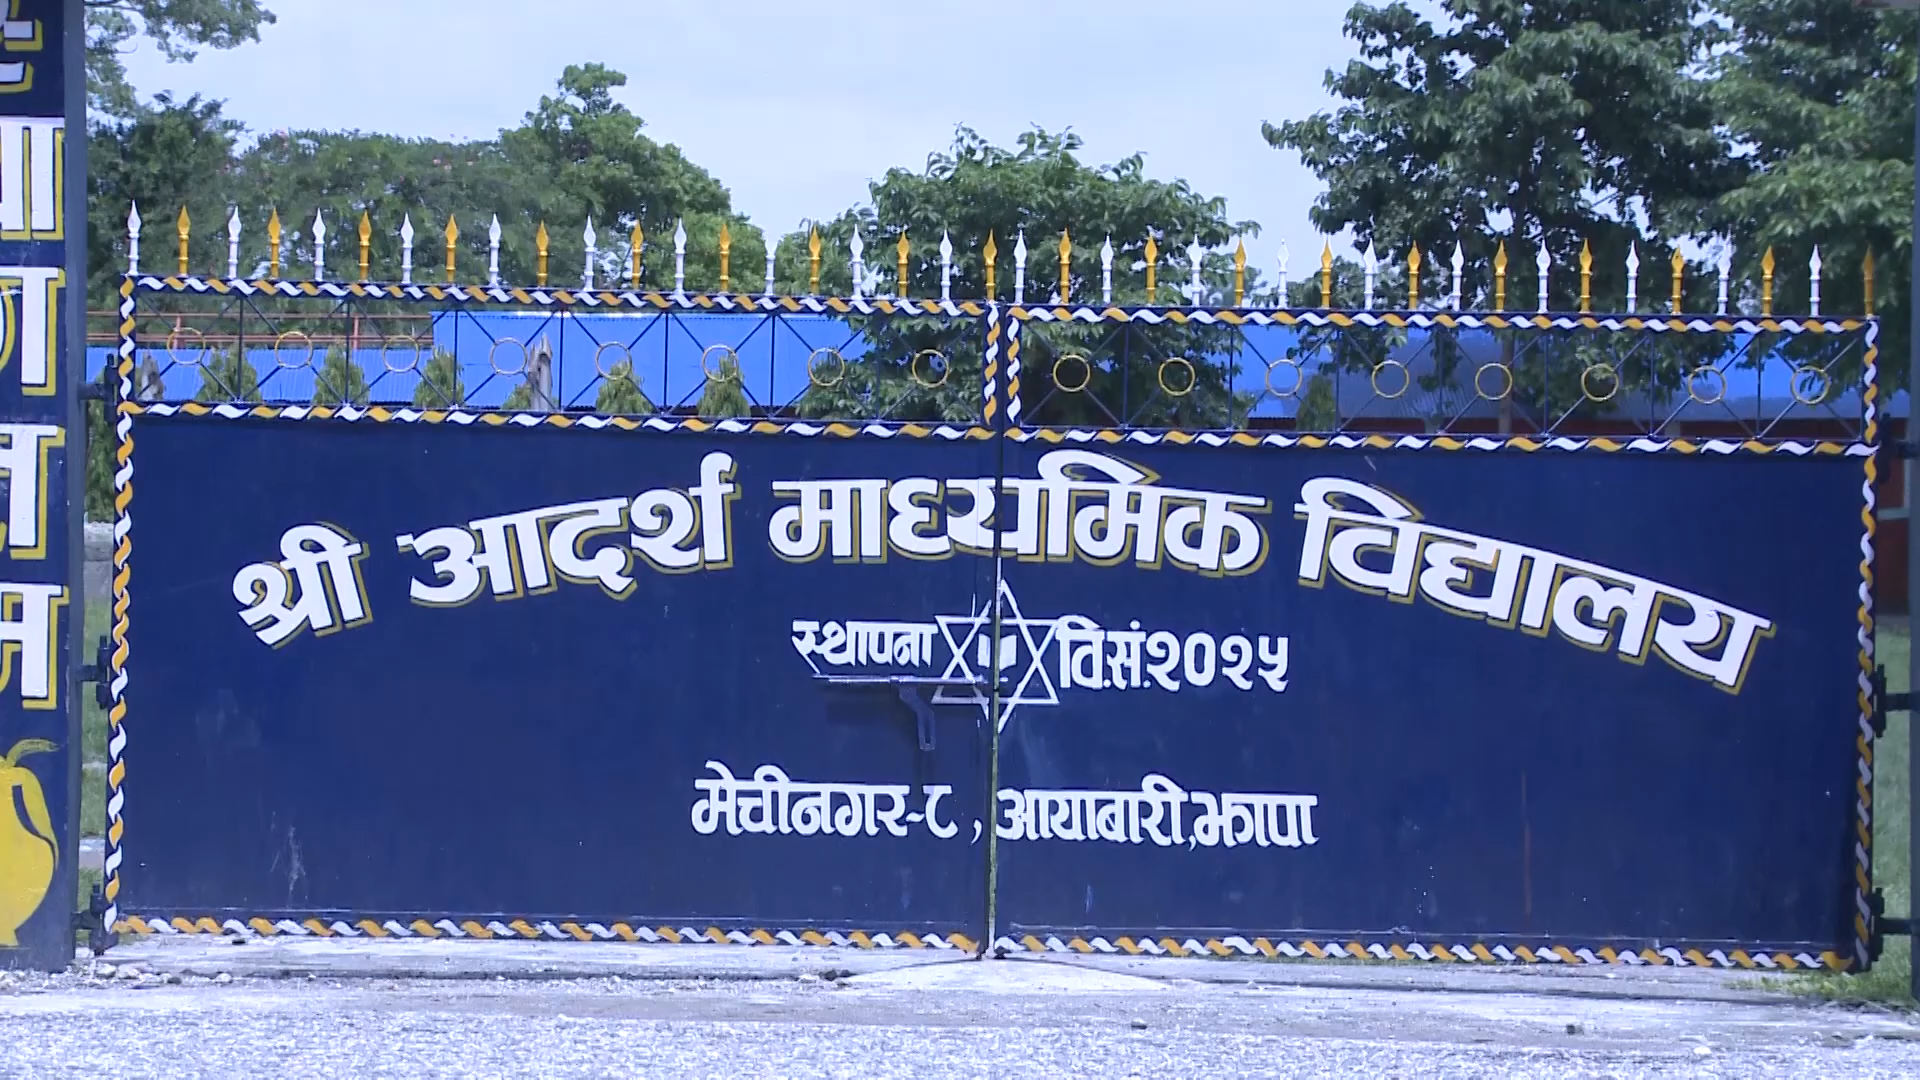 श्री आदर्श माध्यमिक विद्यालय
स्थापना वि.सं.२०२५
मेचीनगर-८, आयाबारी,झापा